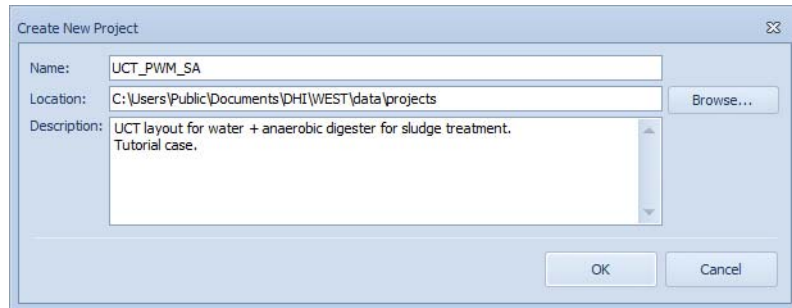 Create New Project
Name: UCT_PWM_SA
Location: C:\Users\Public\Documents\DHI\WEST\data\projects Browse...
Description: UCT layout for water + anaerobic digester for sludge treatment.
Tutorial case.
OK Cancel